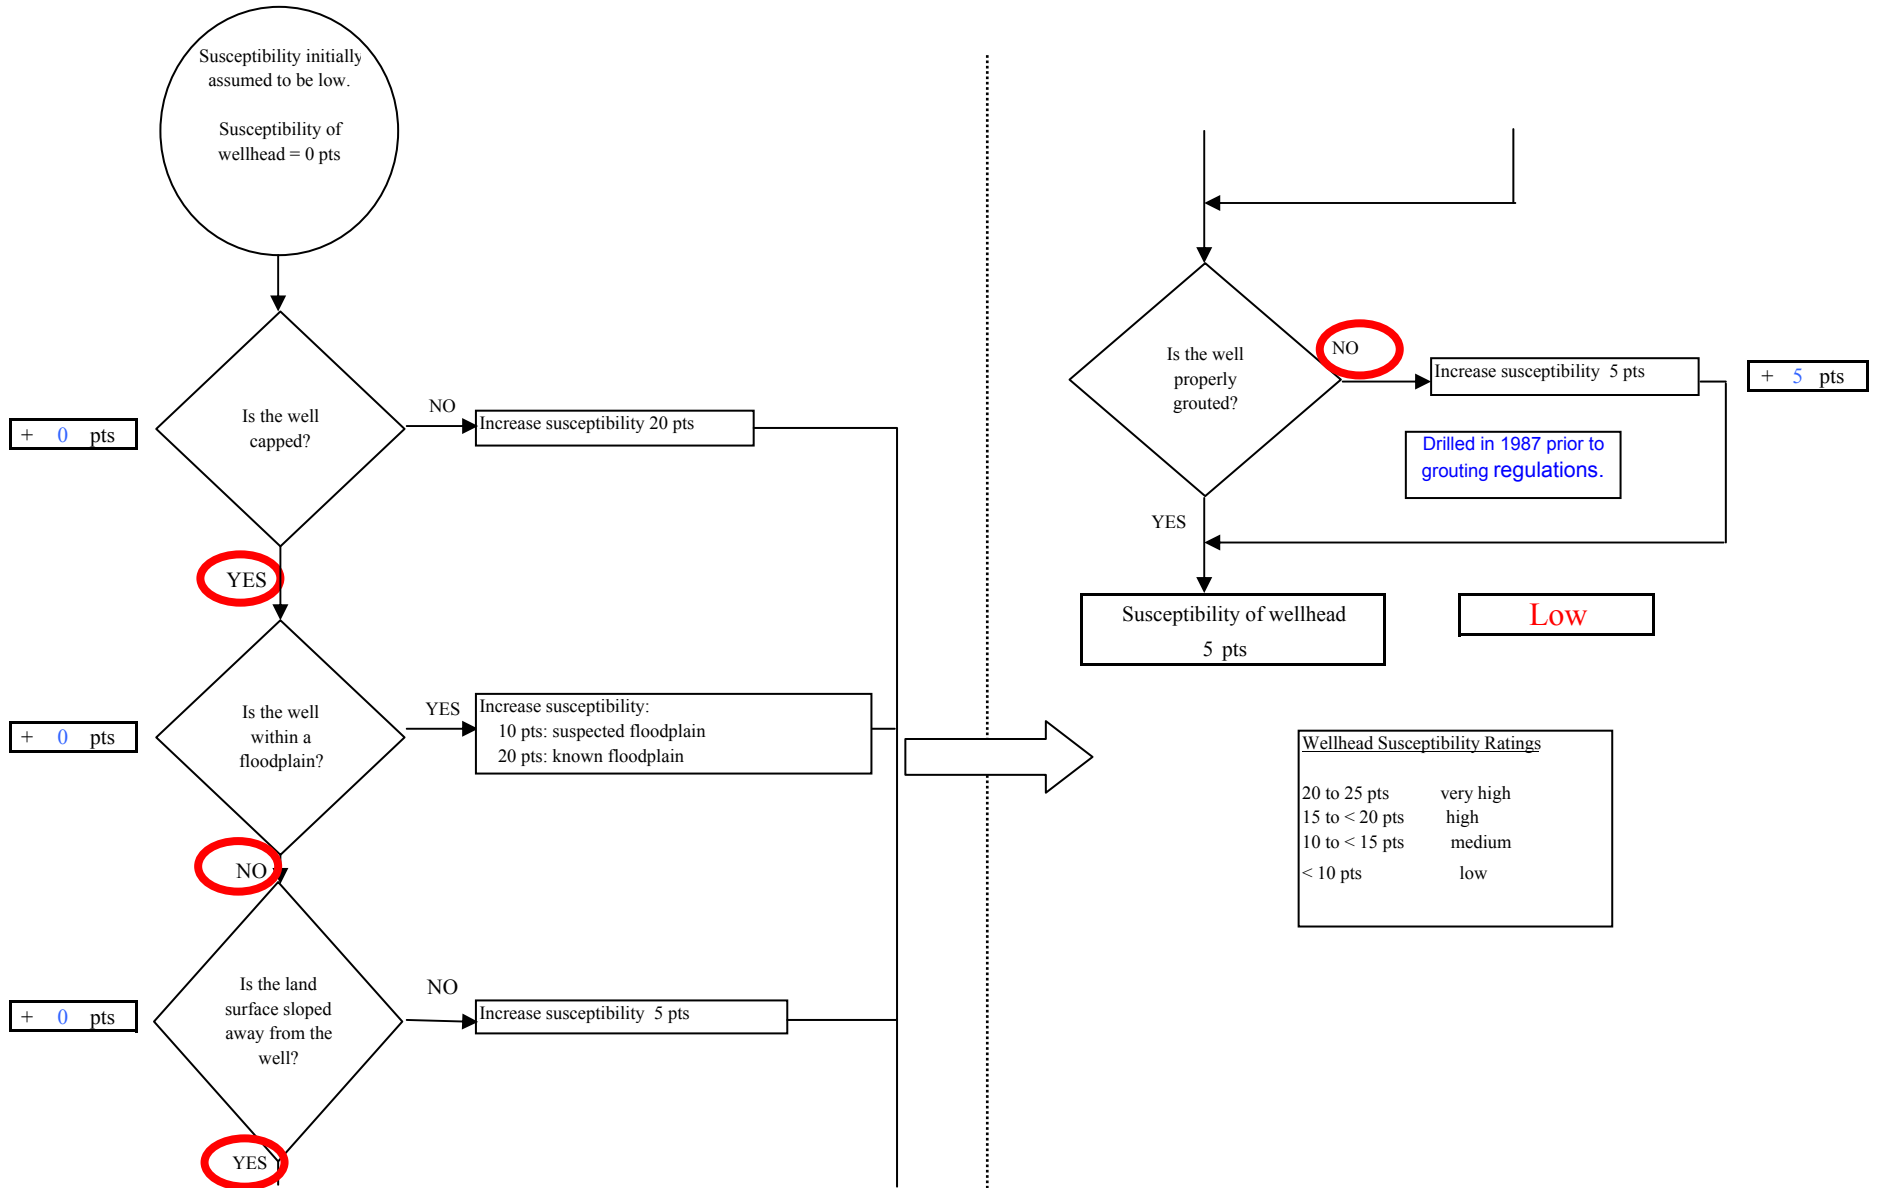 Susceptibility initially
assumed to be low.
Susceptibility of
wellhead = 0 pts
Is the well
capped?
+ 0 pts
NO
Increase susceptibility 20 pts
YES
Is the well
within a
floodplain?
+ 0 pts
YES
Increase susceptibility:
10 pts: suspected floodplain
20 pts: known floodplain
NO
Is the land
surface sloped
away from the
well?
+ 0 pts
NO
Increase susceptibility 5 pts
YES
Is the well
properly
grouted?
NO
Increase susceptibility 5 pts
+ 5 pts
Drilled in 1987 prior to
grouting regulations.
YES
Susceptibility of wellhead
5 pts
Low
Wellhead Susceptibility Ratings
20 to 25 pts very high
15 to < 20 pts high
10 to < 15 pts medium
< 10 pts low